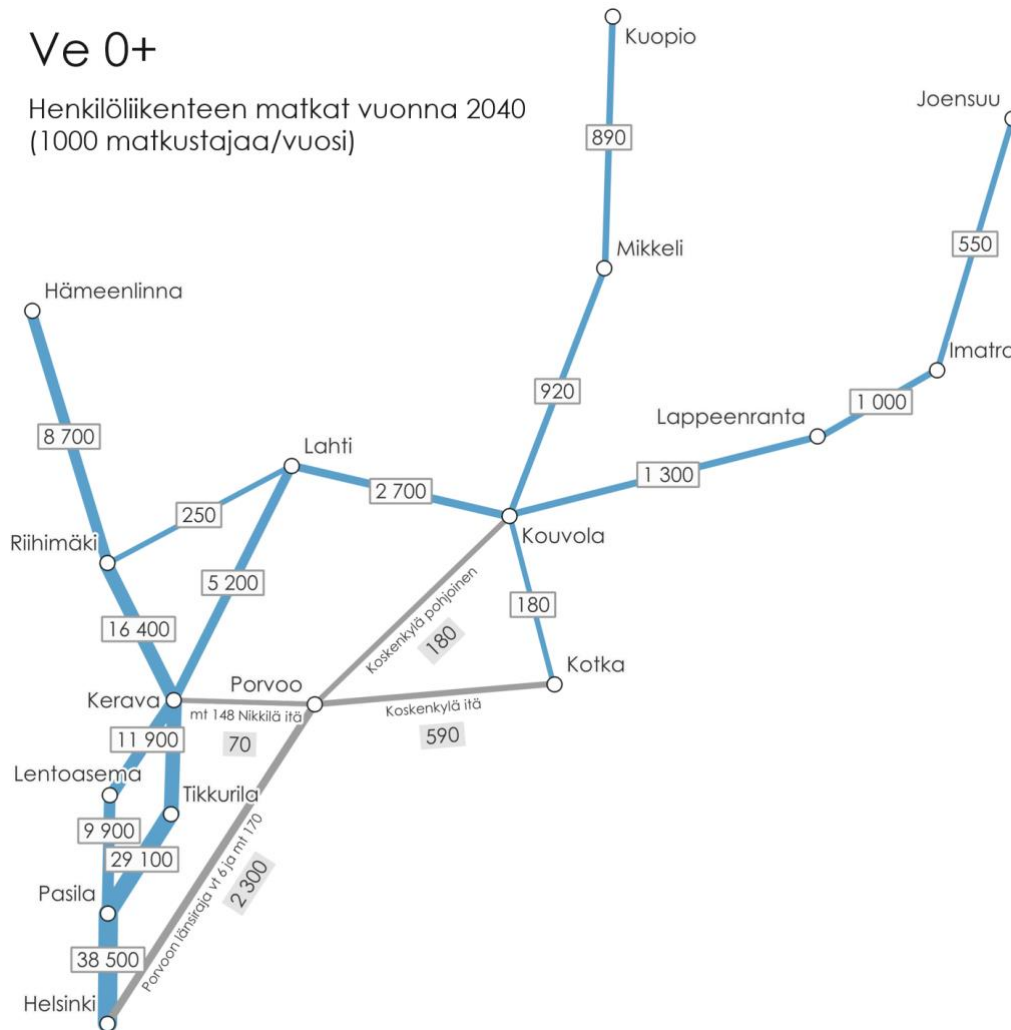 Ve 0+
Henkilöliikenteen matkat vuonna 2040
(1000 matkustajaa/vuosi)
Kuopio
Joensuu
890
Mikkeli
550
Hämeenlinna
Imatra
920
Lappeenranta
1 000
8 700
Lahti
2 700
1 300
250
Kouvola
Riihimäki
5 200
180
16 400
Koskenkylä pohjoinen
180
Kotka
Porvoo
Kerava
mt 148 Nikkilä itä
Koskenkylä itä
70
590
11 900
Lentoasema
Tikkurila
9 900
29 100
Porvoon länsiraja vt 6 ja mt 170
2 300
Pasila
38 500
Helsinki